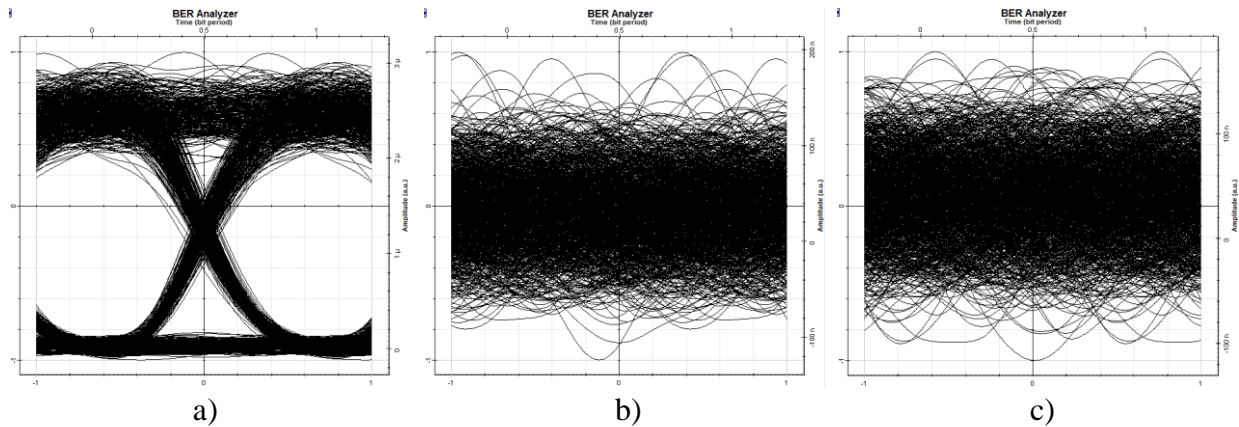 BER Analyzer
Time (bit period)
0 0.5 1
1
0
-1
-1 0 1
3 µ
2 µ
1 µ
0
Amplitude (a.u.)
a)
BER Analyzer
Time (bit period)
0 0.5 1
1
0
-1
-1 0 1
200 n
100 n
0
-100 n
Amplitude (a.u.)
b)
BER Analyzer
Time (bit period)
0 0.5 1
1
0
-1
-1 0 1
100 n
0
-100 n
Amplitude (a.u.)
c)